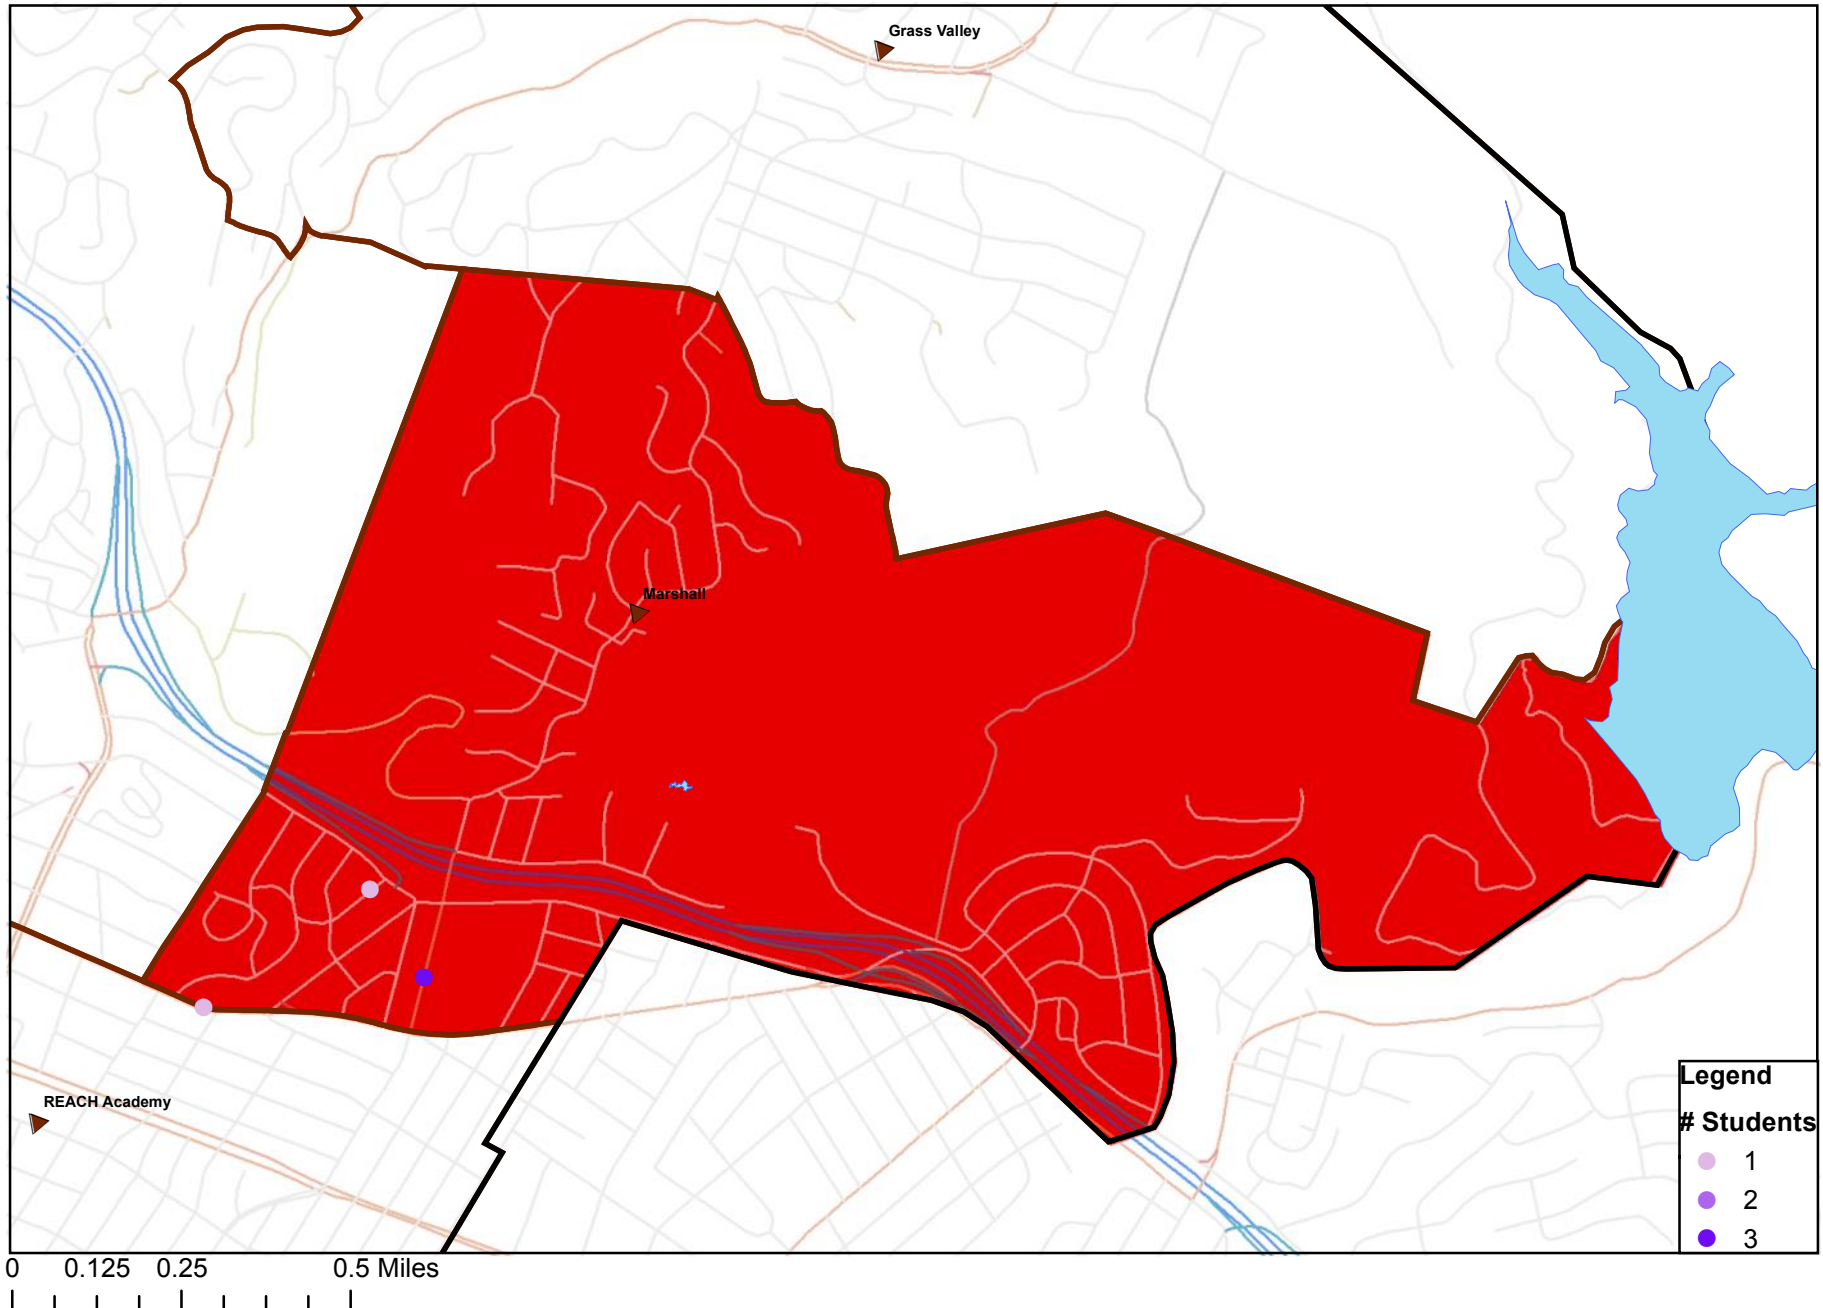 Grass Valley
Marshall
REACH Academy
Legend
# Students
1
2
3
0 0.125 0.25 0.5 Miles